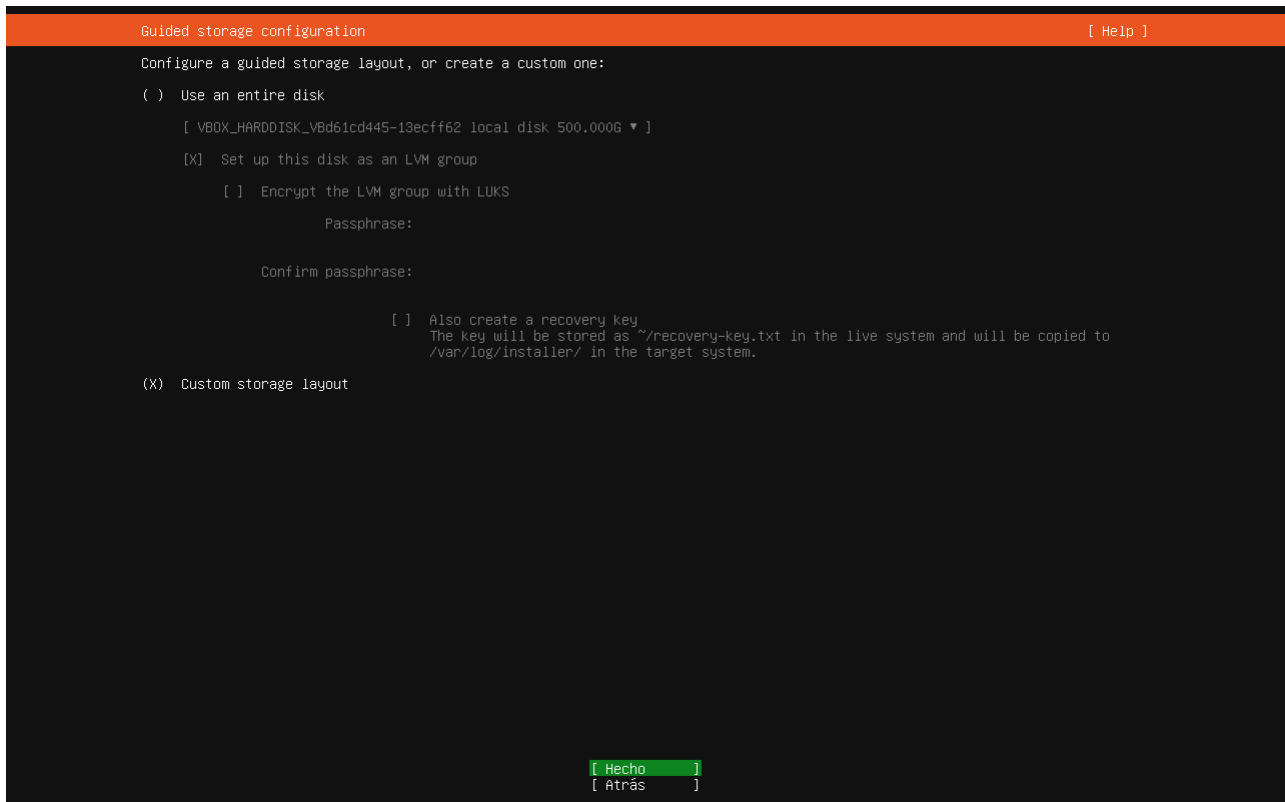 Guided storage configuration [ Help ]
Configure a guided storage layout, or create a custom one:
( ) Use an entire disk
[ VBOX_HARDDISK_VBd61cd445-13ecff62 local disk 500.000G ▾ ]
[X] Set up this disk as an LVM group
[ ] Encrypt the LVM group with LUKS
Passphrase:
Confirm passphrase:
[ ] Also create a recovery key
The key will be stored as ~/recovery-key.txt in the live system and will be copied to
/var/log/installer/ in the target system.
(X) Custom storage layout
[ Hecho ]
[ Atrás ]